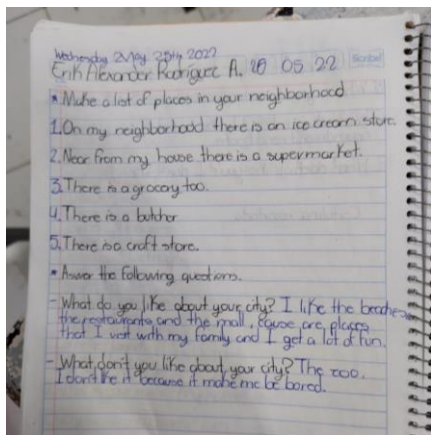 Wednesday 2May 25th, 2022
Erik Alexander Rodriguez A. 26 05 22 Scribe
* Make a list of places in your neighborhood
1. On my neighborhood there is an ice cream store.
2. Near from my house there is a supermarket.
3. There is a grocery too.
4. There is a butcher
5. There is a craft store.
* Aswer the following questions.
- What do you like about your city? I like the beaches
the restaurants and the mall, cause are places
that I visit with my family and I get a lot of fun.
- What don't you like about your city? The zoo.
I don't like it because it make me be bored.